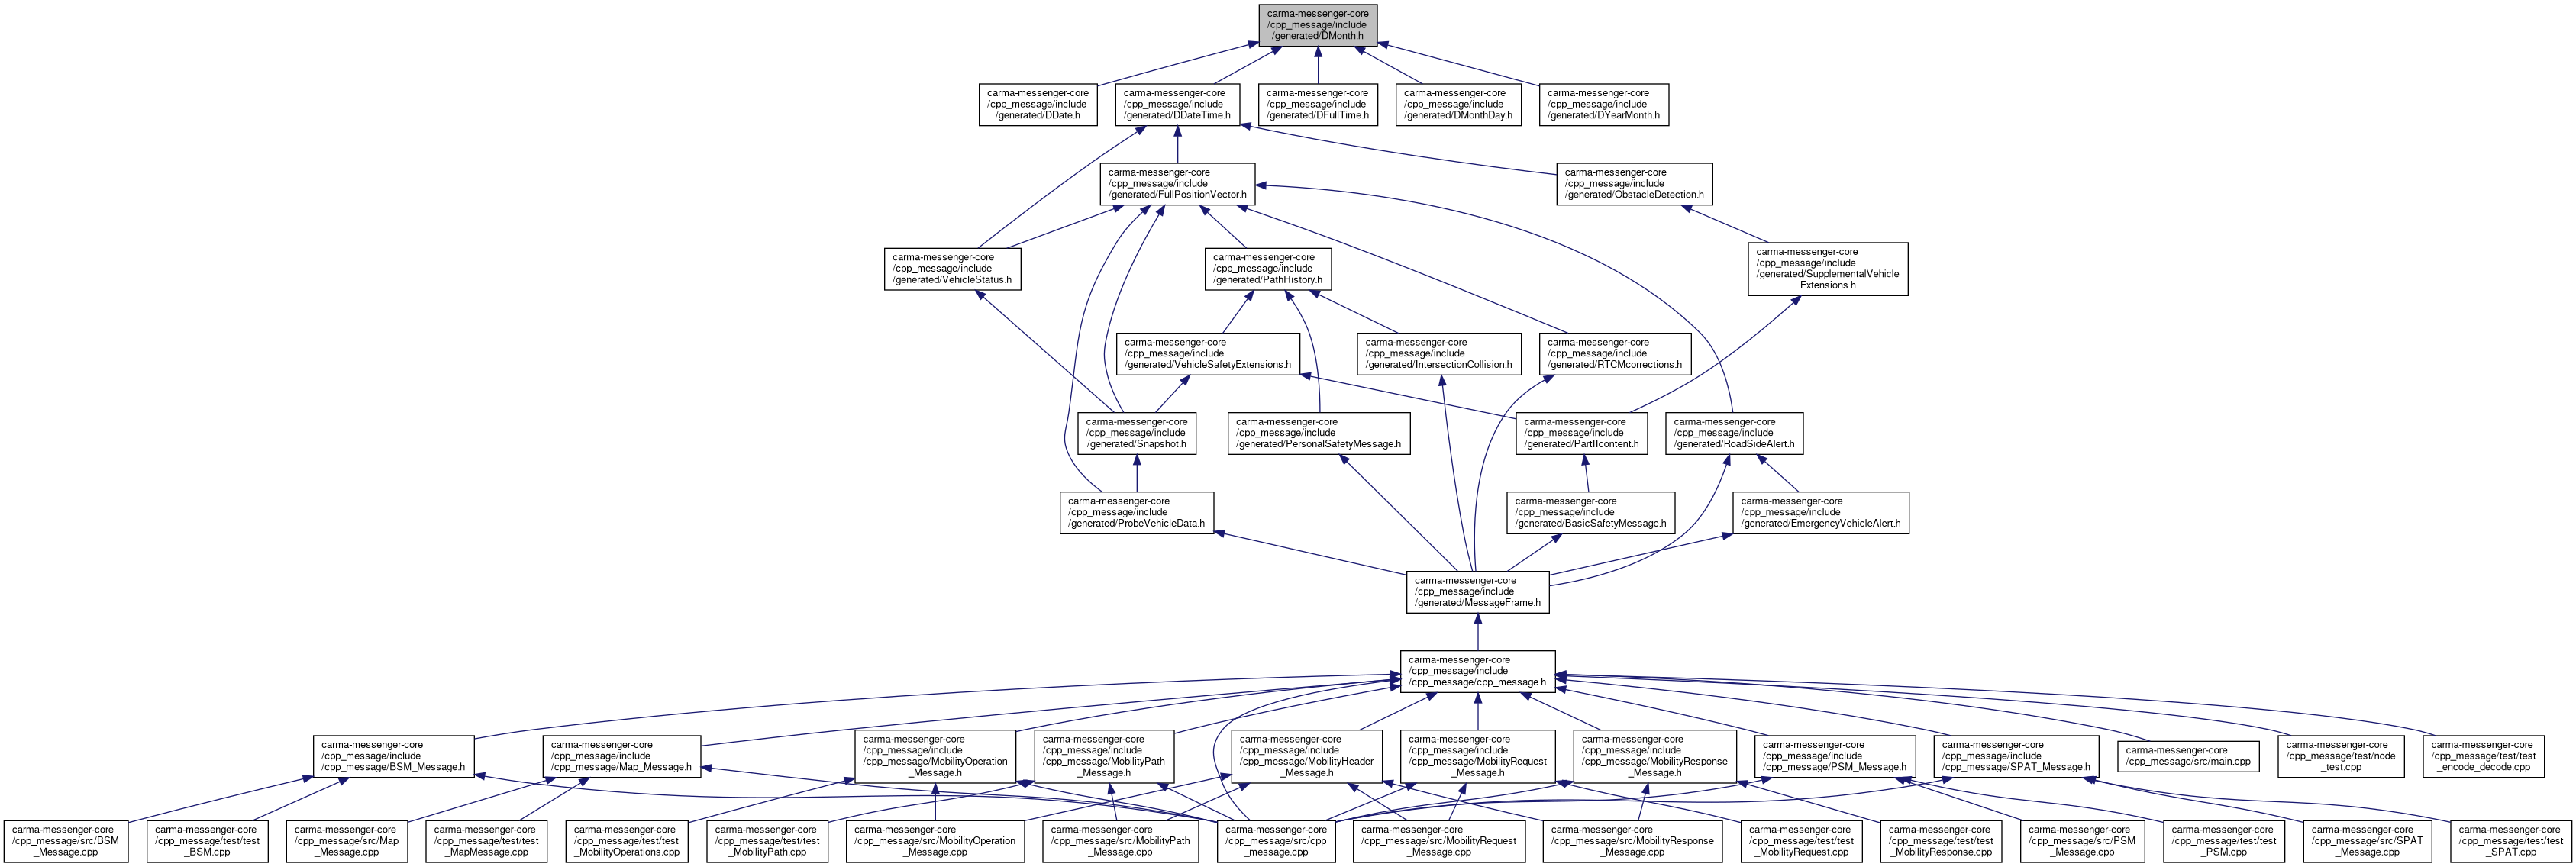 carma-messenger-core
/cpp_message/include
/generated/DMonth.h
carma-messenger-core
/cpp_message/include
/generated/DDate.h
carma-messenger-core
/cpp_message/include
/generated/DDateTime.h
carma-messenger-core
/cpp_message/include
/generated/DFullTime.h
carma-messenger-core
/cpp_message/include
/generated/DMonthDay.h
carma-messenger-core
/cpp_message/include
/generated/DYearMonth.h
carma-messenger-core
/cpp_message/include
/generated/FullPositionVector.h
carma-messenger-core
/cpp_message/include
/generated/ObstacleDetection.h
carma-messenger-core
/cpp_message/include
/generated/VehicleStatus.h
carma-messenger-core
/cpp_message/include
/generated/PathHistory.h
carma-messenger-core
/cpp_message/include
/generated/SupplementalVehicle
Extensions.h
carma-messenger-core
/cpp_message/include
/generated/VehicleSafetyExtensions.h
carma-messenger-core
/cpp_message/include
/generated/IntersectionCollision.h
carma-messenger-core
/cpp_message/include
/generated/RTCMcorrections.h
carma-messenger-core
/cpp_message/include
/generated/Snapshot.h
carma-messenger-core
/cpp_message/include
/generated/PersonalSafetyMessage.h
carma-messenger-core
/cpp_message/include
/generated/PartIIcontent.h
carma-messenger-core
/cpp_message/include
/generated/RoadSideAlert.h
carma-messenger-core
/cpp_message/include
/generated/ProbeVehicleData.h
carma-messenger-core
/cpp_message/include
/generated/BasicSafetyMessage.h
carma-messenger-core
/cpp_message/include
/generated/EmergencyVehicleAlert.h
carma-messenger-core
/cpp_message/include
/generated/MessageFrame.h
carma-messenger-core
/cpp_message/include
/cpp_message/cpp_message.h
carma-messenger-core
/cpp_message/include
/cpp_message/BSM_Message.h
carma-messenger-core
/cpp_message/include
/cpp_message/Map_Message.h
carma-messenger-core
/cpp_message/include
/cpp_message/MobilityOperation
_Message.h
carma-messenger-core
/cpp_message/include
/cpp_message/MobilityPath
_Message.h
carma-messenger-core
/cpp_message/include
/cpp_message/MobilityHeader
_Message.h
carma-messenger-core
/cpp_message/include
/cpp_message/MobilityRequest
_Message.h
carma-messenger-core
/cpp_message/include
/cpp_message/MobilityResponse
_Message.h
carma-messenger-core
/cpp_message/include
/cpp_message/PSM_Message.h
carma-messenger-core
/cpp_message/include
/cpp_message/SPAT_Message.h
carma-messenger-core
/cpp_message/src/main.cpp
carma-messenger-core
/cpp_message/test/node
_test.cpp
carma-messenger-core
/cpp_message/test/test
_encode_decode.cpp
carma-messenger-core
/cpp_message/src/BSM
_Message.cpp
carma-messenger-core
/cpp_message/test/test
_BSM.cpp
carma-messenger-core
/cpp_message/src/Map
_Message.cpp
carma-messenger-core
/cpp_message/test/test
_MapMessage.cpp
carma-messenger-core
/cpp_message/test/test
_MobilityOperations.cpp
carma-messenger-core
/cpp_message/test/test
_MobilityPath.cpp
carma-messenger-core
/cpp_message/src/MobilityOperation
_Message.cpp
carma-messenger-core
/cpp_message/src/MobilityPath
_Message.cpp
carma-messenger-core
/cpp_message/src/cpp
_message.cpp
carma-messenger-core
/cpp_message/src/MobilityRequest
_Message.cpp
carma-messenger-core
/cpp_message/src/MobilityResponse
_Message.cpp
carma-messenger-core
/cpp_message/test/test
_MobilityRequest.cpp
carma-messenger-core
/cpp_message/test/test
_MobilityResponse.cpp
carma-messenger-core
/cpp_message/src/PSM
_Message.cpp
carma-messenger-core
/cpp_message/test/test
_PSM.cpp
carma-messenger-core
/cpp_message/src/SPAT
_Message.cpp
carma-messenger-core
/cpp_message/test/test
_SPAT.cpp